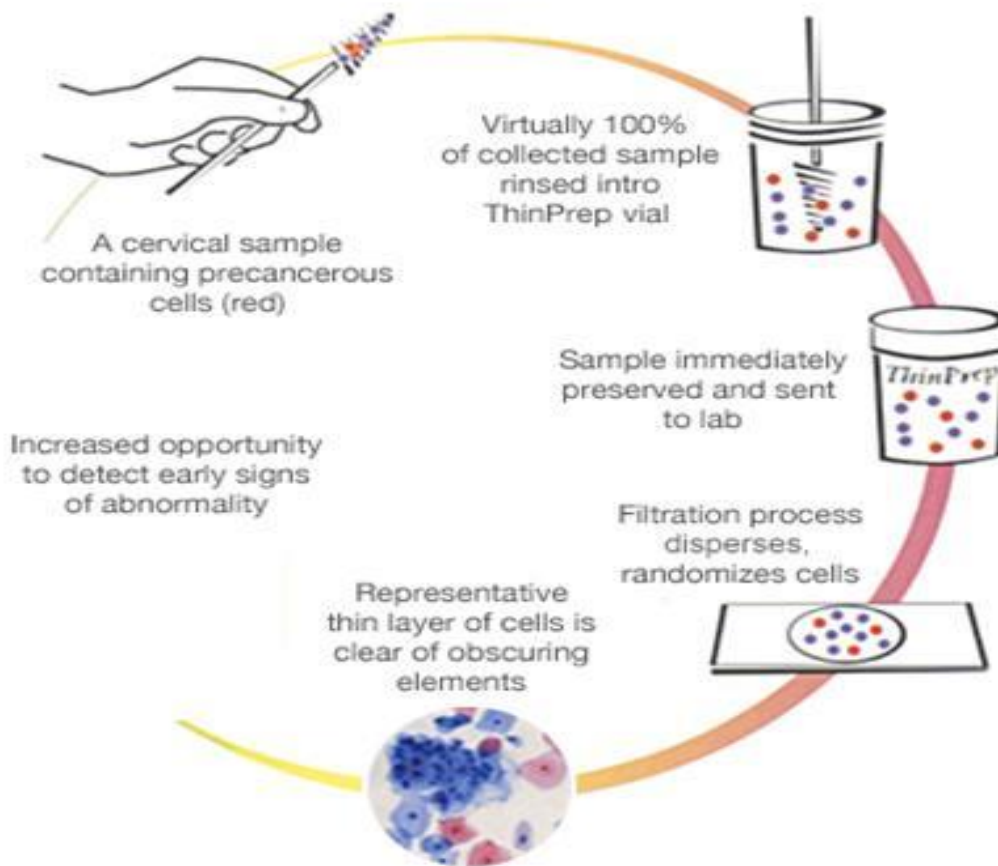 A cervical sample
containing precancerous
cells (red)
Virtually 100%
of collected sample
rinsed intro
ThinPrep vial
Sample immediately
preserved and sent
to lab
ThinPrep
Filtration process
disperses,
randomizes cells
Representative
thin layer of cells is
clear of obscuring
elements
Increased opportunity
to detect early signs
of abnormality